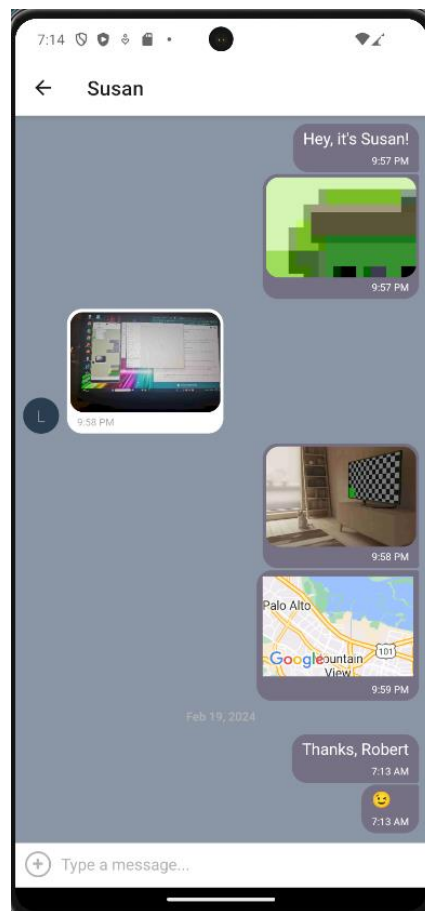 7:14
Susan
Hey, it's Susan!
9:57 PM
9:57 PM
L
9:58 PM
9:58 PM
Palo Alto
101
Google
ountain
View
9:59 PM
Feb 19, 2024
Thanks, Robert
7:13 AM
7:13 AM
Type a message...